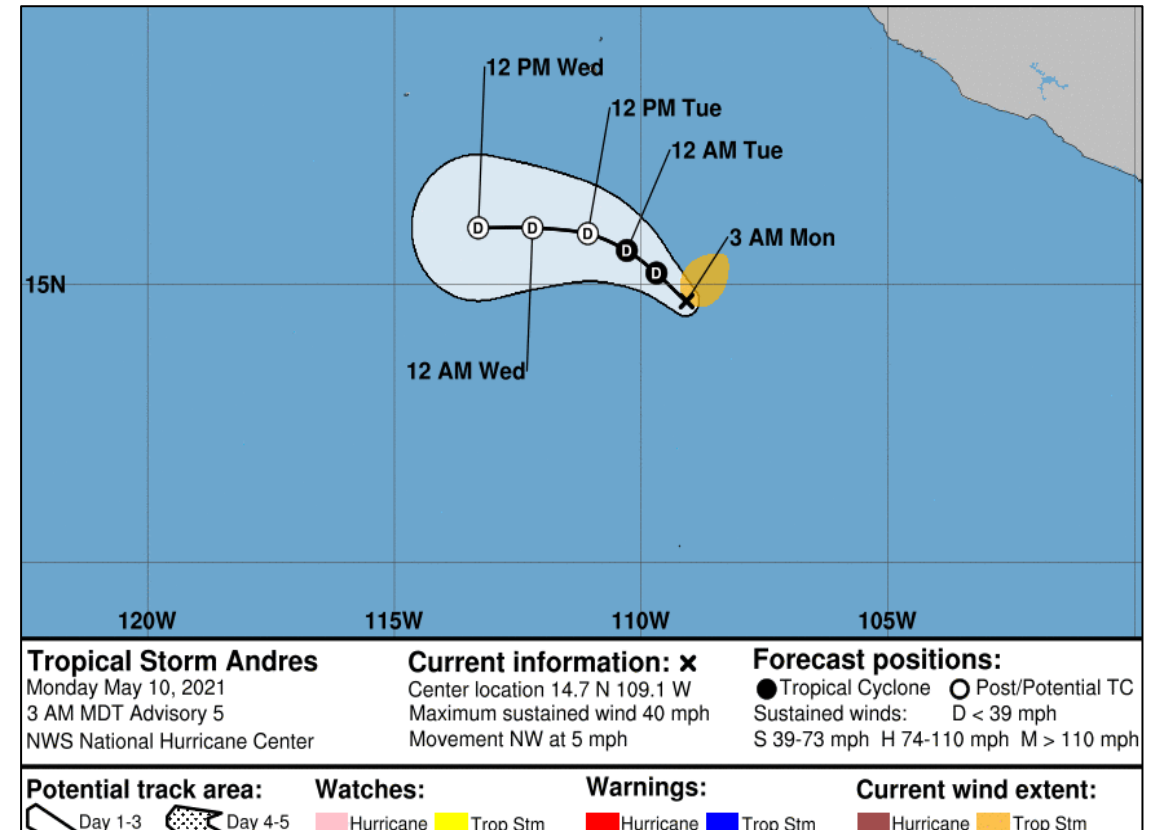 12 PM Wed
12 PM Tue
12 AM Tue
3 AM Mon
D D D D D
15N
12 AM Wed
120W 115W 110W 105W
Tropical Storm Andres
Monday May 10, 2021
3 AM MDT Advisory 5
NWS National Hurricane Center
Current information: x
Center location 14.7 N 109.1 W
Maximum sustained wind 40 mph
Movement NW at 5 mph
Forecast positions:
Tropical Cyclone Post/Potential TC
Sustained winds: D < 39 mph
S 39-73 mph H 74-110 mph M > 110 mph
Potential track area:
Day 1-3 Day 4-5
Watches:
Hurricane Trop Stm
Warnings:
Hurricane Trop Stm
Current wind extent:
Hurricane Trop Stm